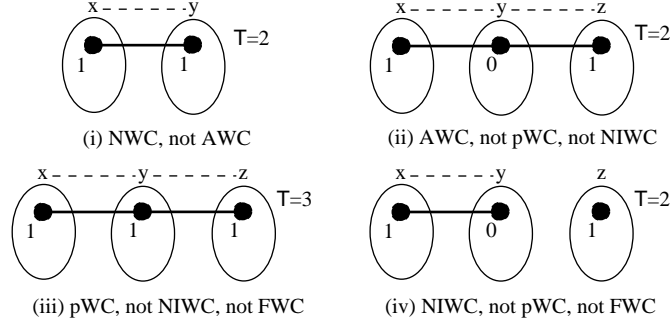 x y
T=2
1 1
(i) NWC, not AWC
x y z
T=2
1 0 1
(ii) AWC, not pWC, not NIWC
x y z
T=3
1 1 1
(iii) pWC, not NIWC, not FWC
x y z
T=2
1 0 1
(iv) NIWC, not pWC, not FWC